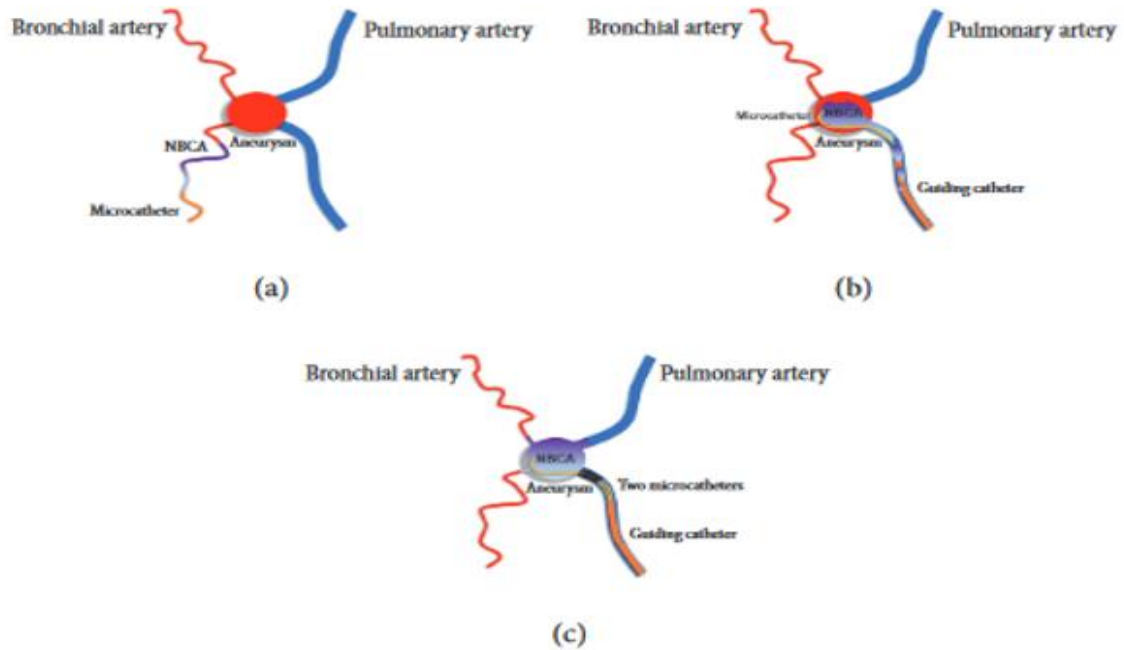 Bronchial artery
Pulmonary artery
NBCA
Aneurysm
Microcatheter
(a)
Bronchial artery
Pulmonary artery
Microcatheter
NBCA
Aneurysm
Guiding catheter
(b)
Bronchial artery
Pulmonary artery
NBCA
Aneurysm
Two microcatheters
Guiding catheter
(c)